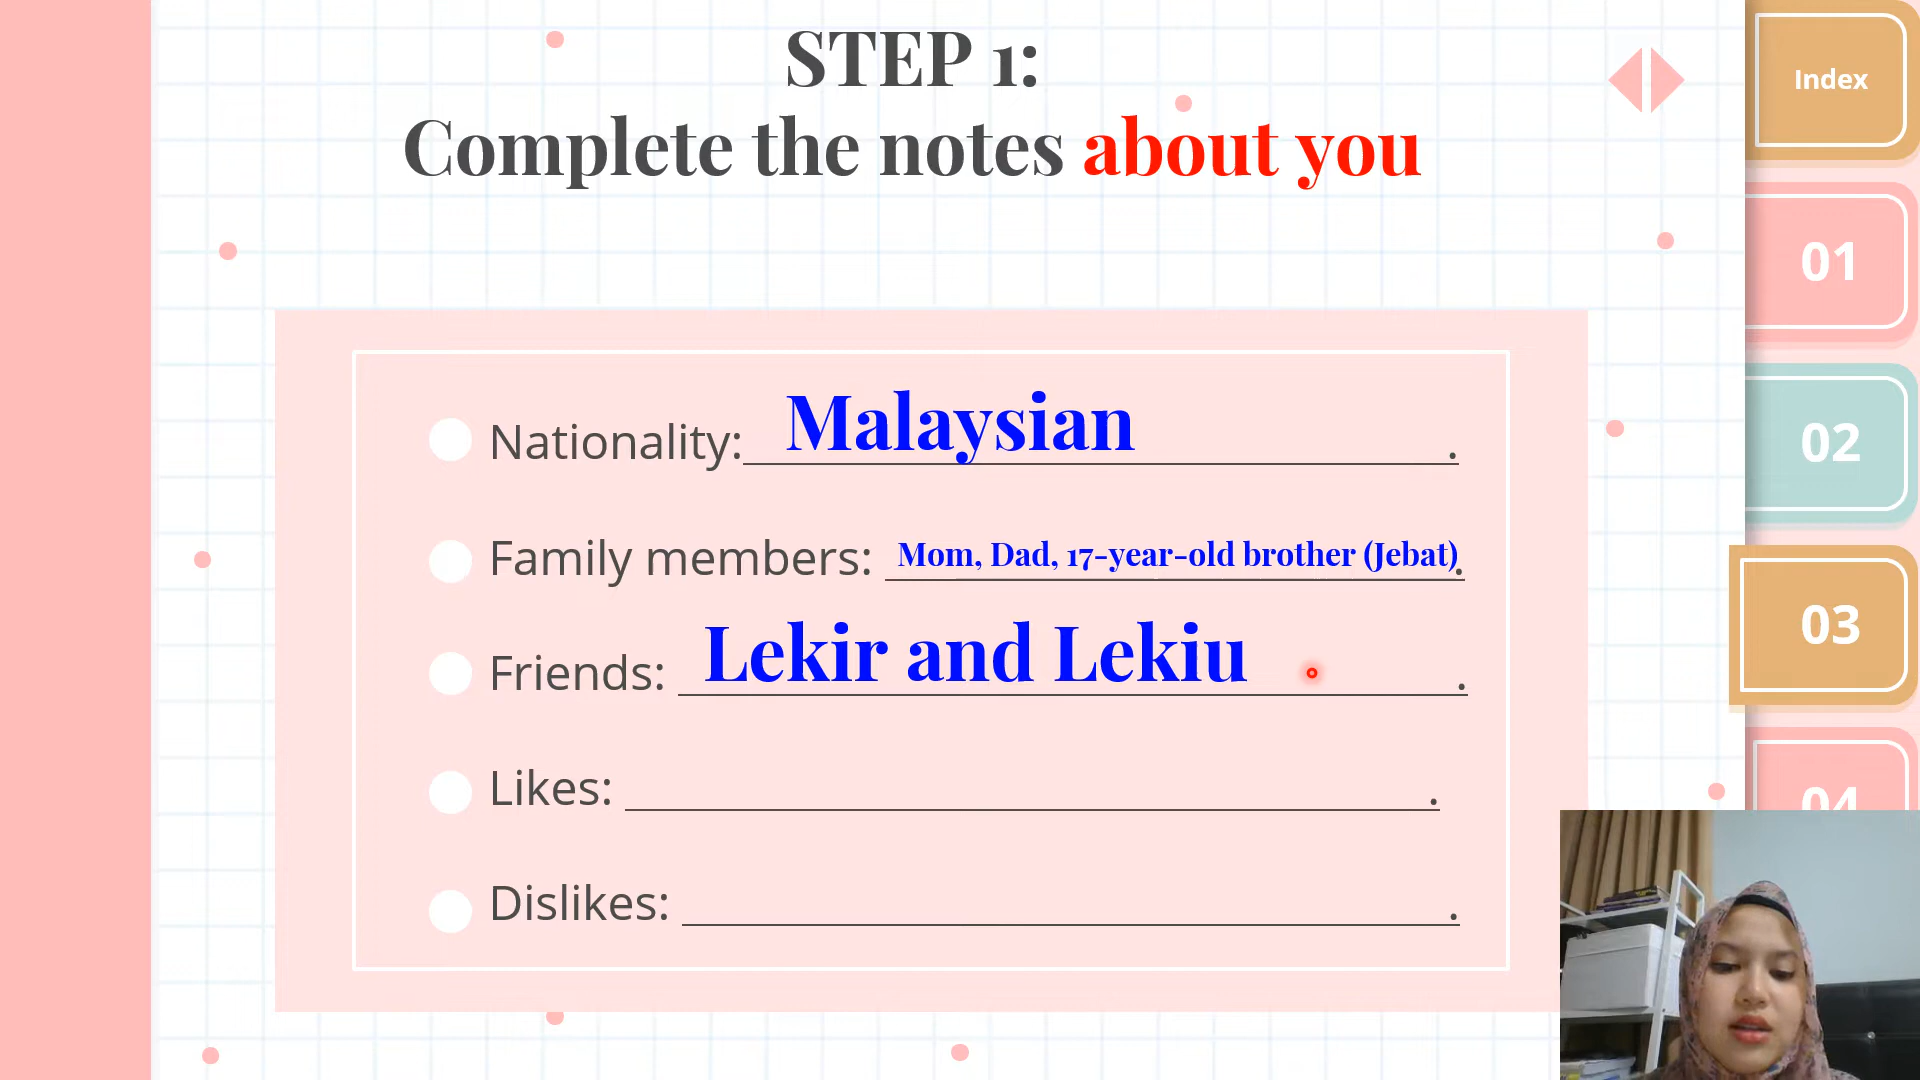 STEP 1:
Complete the notes about you
Index
01
02
03
04
Nationality: Malaysian.
Family members: Mom, Dad, 17-year-old brother (Jebat).
Friends: Lekir and Lekiu.
Likes: .
Dislikes: .